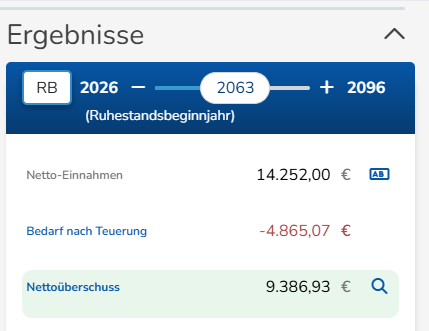 Ergebnisse
RB 2026 − 2063 + 2096
(Ruhestandsbeginnjahr)
Netto-Einnahmen 14.252,00 € AB
Bedarf nach Teuerung -4.865,07 €
Nettoüberschuss 9.386,93 €